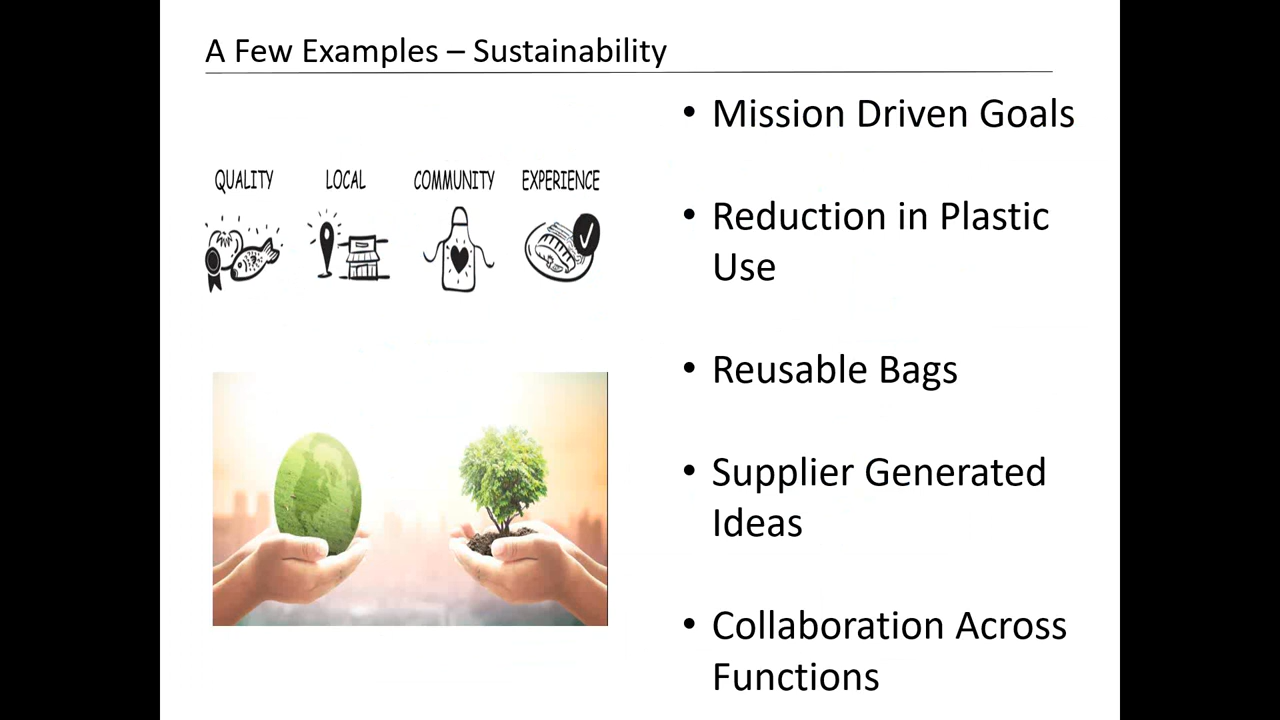 A Few Examples – Sustainability
QUALITY LOCAL COMMUNITY EXPERIENCE
• Mission Driven Goals
• Reduction in Plastic
Use
• Reusable Bags
• Supplier Generated
Ideas
• Collaboration Across
Functions